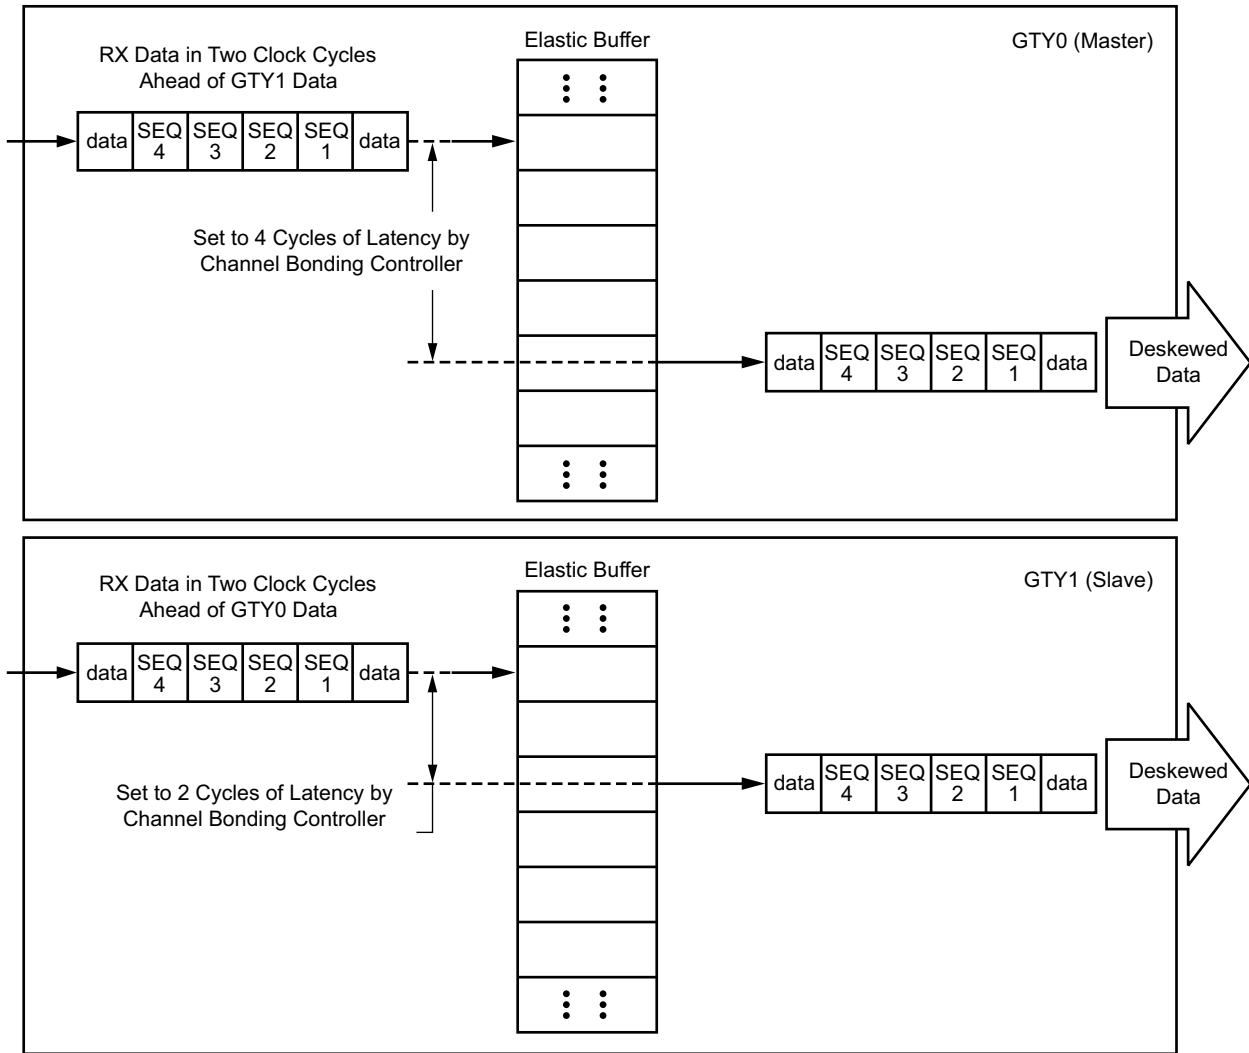 Elastic Buffer
GTY0 (Master)
RX Data in Two Clock Cycles
Ahead of GTY1 Data
data SEQ 4 SEQ 3 SEQ 2 SEQ 1 data
Set to 4 Cycles of Latency by
Channel Bonding Controller
data SEQ 4 SEQ 3 SEQ 2 SEQ 1 data
Deskewed
Data
Elastic Buffer
GTY1 (Slave)
RX Data in Two Clock Cycles
Ahead of GTY0 Data
data SEQ 4 SEQ 3 SEQ 2 SEQ 1 data
Set to 2 Cycles of Latency by
Channel Bonding Controller
data SEQ 4 SEQ 3 SEQ 2 SEQ 1 data
Deskewed
Data